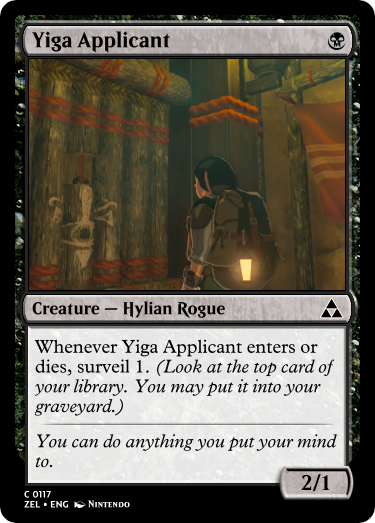 Yiga Applicant
Creature — Hylian Rogue
Whenever Yiga Applicant enters or
dies, surveil 1. (Look at the top card of
your library. You may put it into your
graveyard.)
You can do anything you put your mind
to.
2/1
C 0117
ZEL • ENG Nintendo